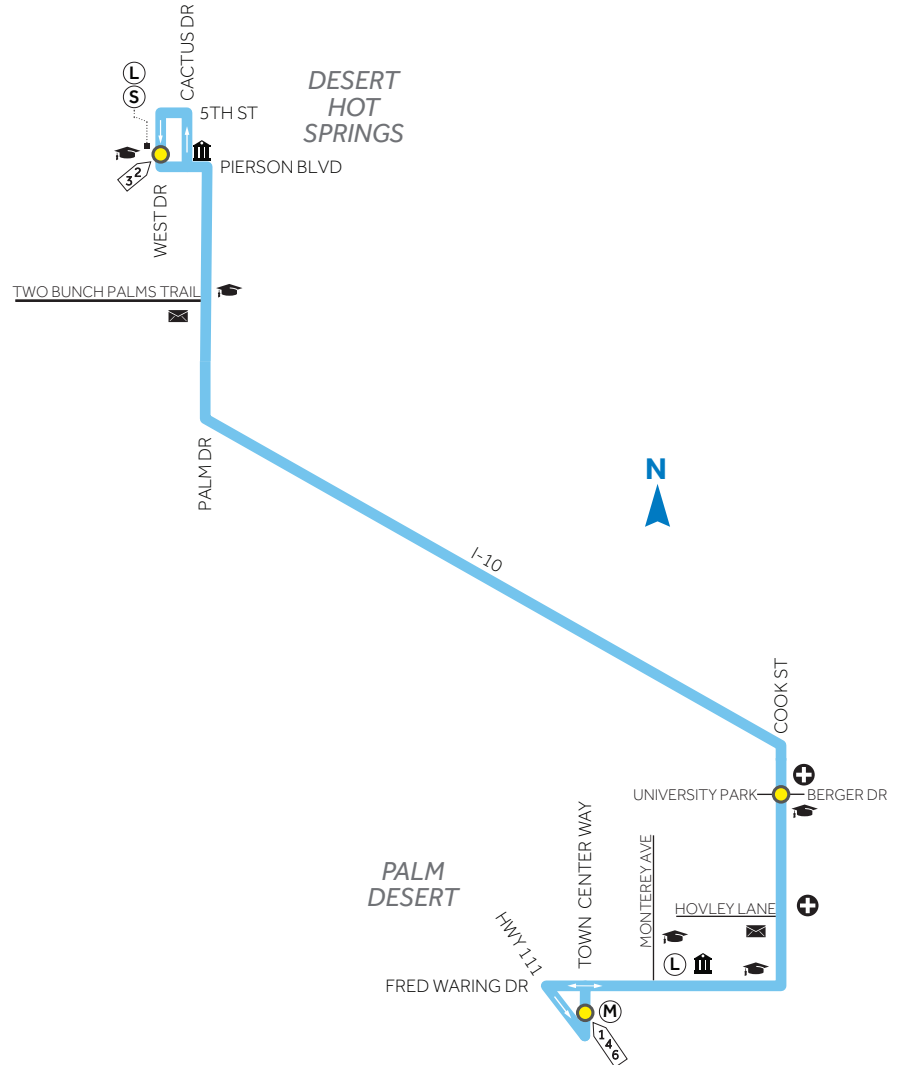 CACTUS DR
L
S
DESERT
HOT
SPRINGS
5TH ST
PIERSON BLVD
3 2
WEST DR
TWO BUNCH PALMS TRAIL
PALM DR
N
I-10
COOK ST
UNIVERSITY PARK
BERGER DR
TOWN CENTER WAY
MONTEREY AVE
PALM
DESERT
HOVLEY LANE
HWY 111
L
FRED WARING DR
M
1
4
6